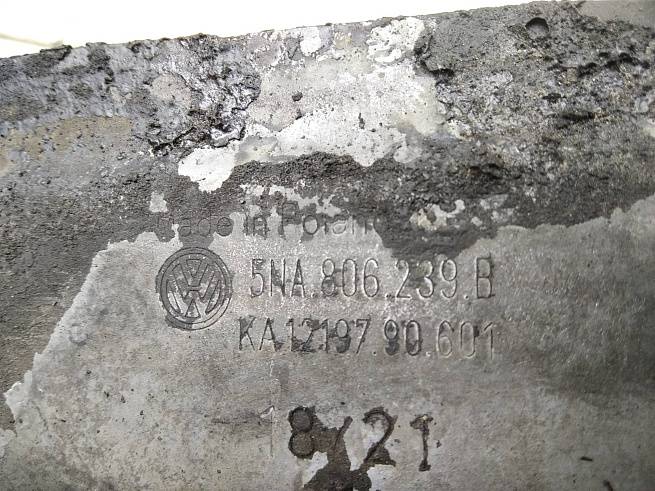 Made in Poland
5NA.806.239.B
KA12197.90.601
18/21